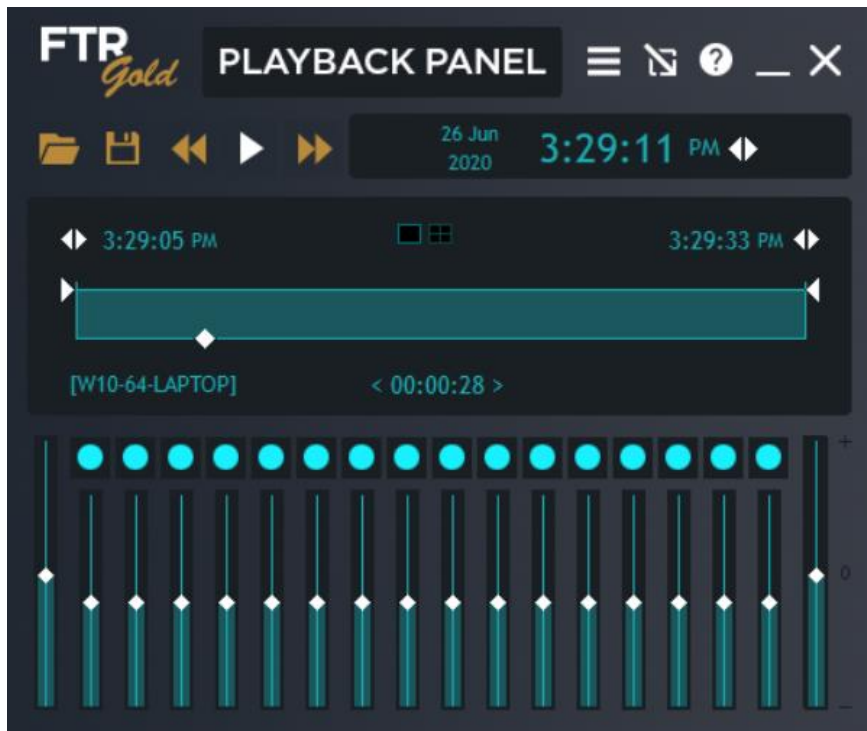 FTR
Gold
PLAYBACK PANEL
?
26 Jun
2020
3:29:11 PM
3:29:05 PM
3:29:33 PM
[W10-64-LAPTOP]
< 00:00:28 >
+
0
−